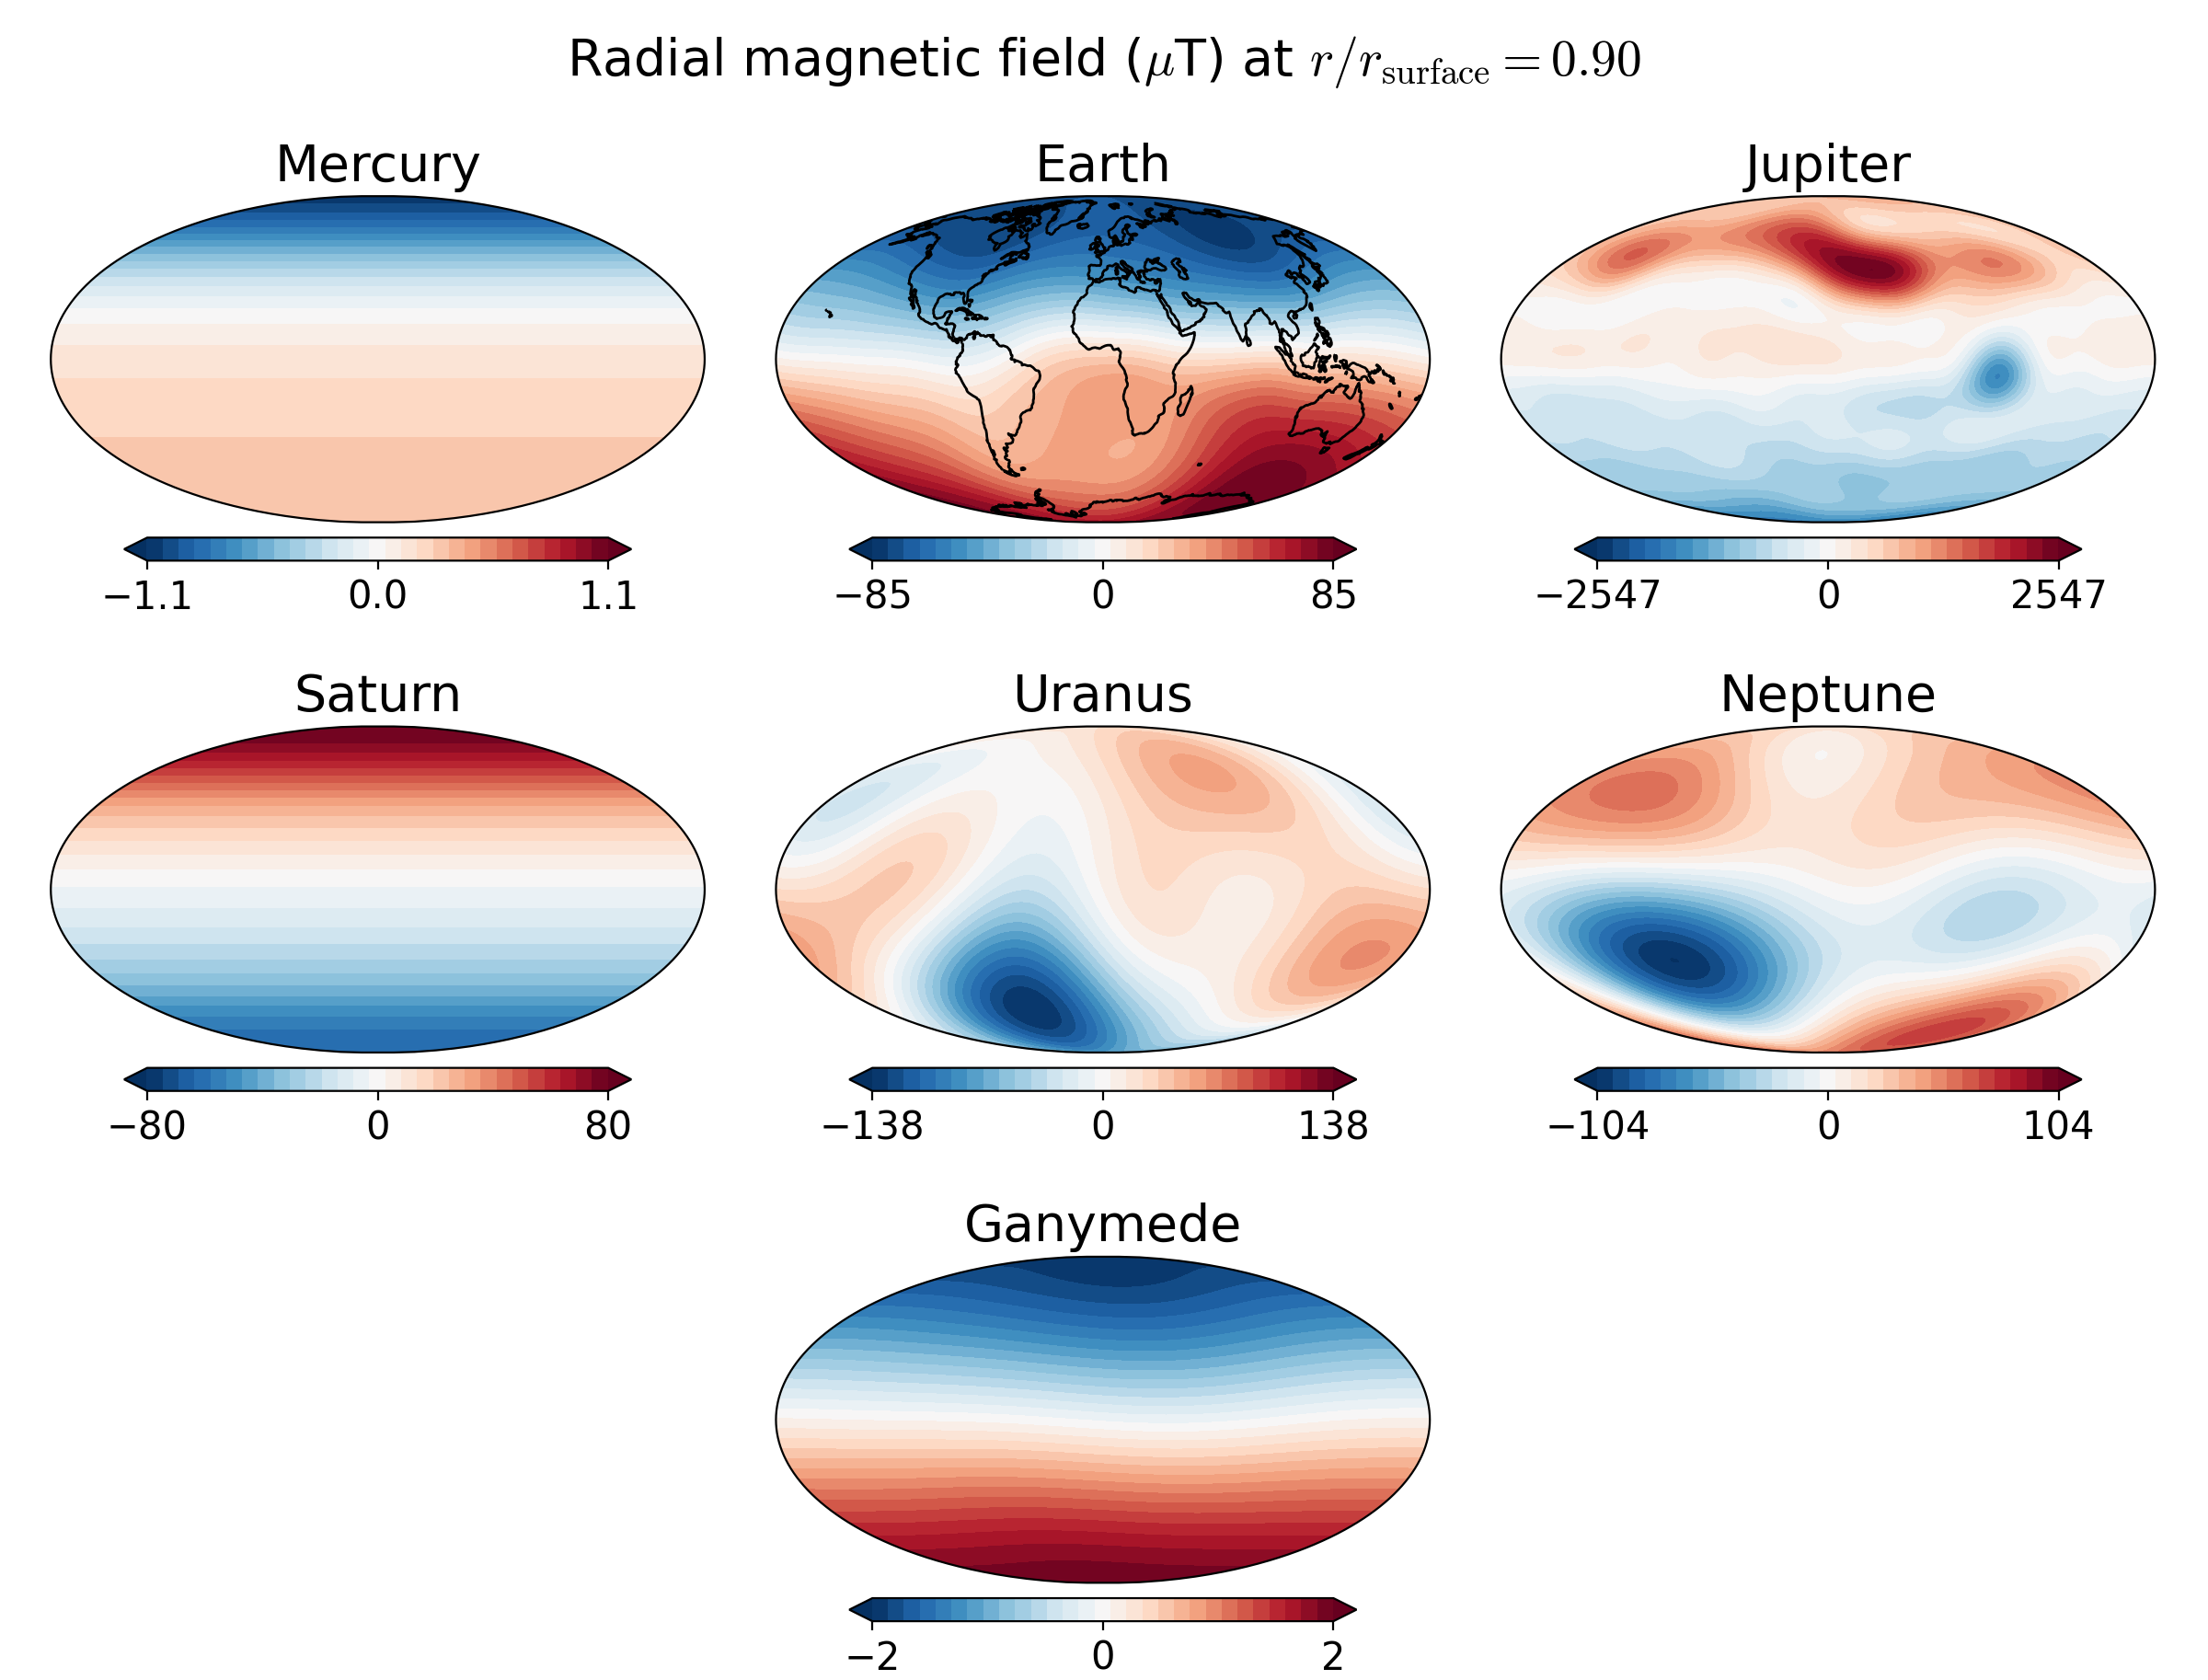 Radial magnetic field (μT) at r/r_surface = 0.90
Mercury
Earth
Jupiter
−1.1 0.0 1.1
−85 0 85
−2547 0 2547
Saturn
Uranus
Neptune
−80 0 80
−138 0 138
−104 0 104
Ganymede
−2 0 2